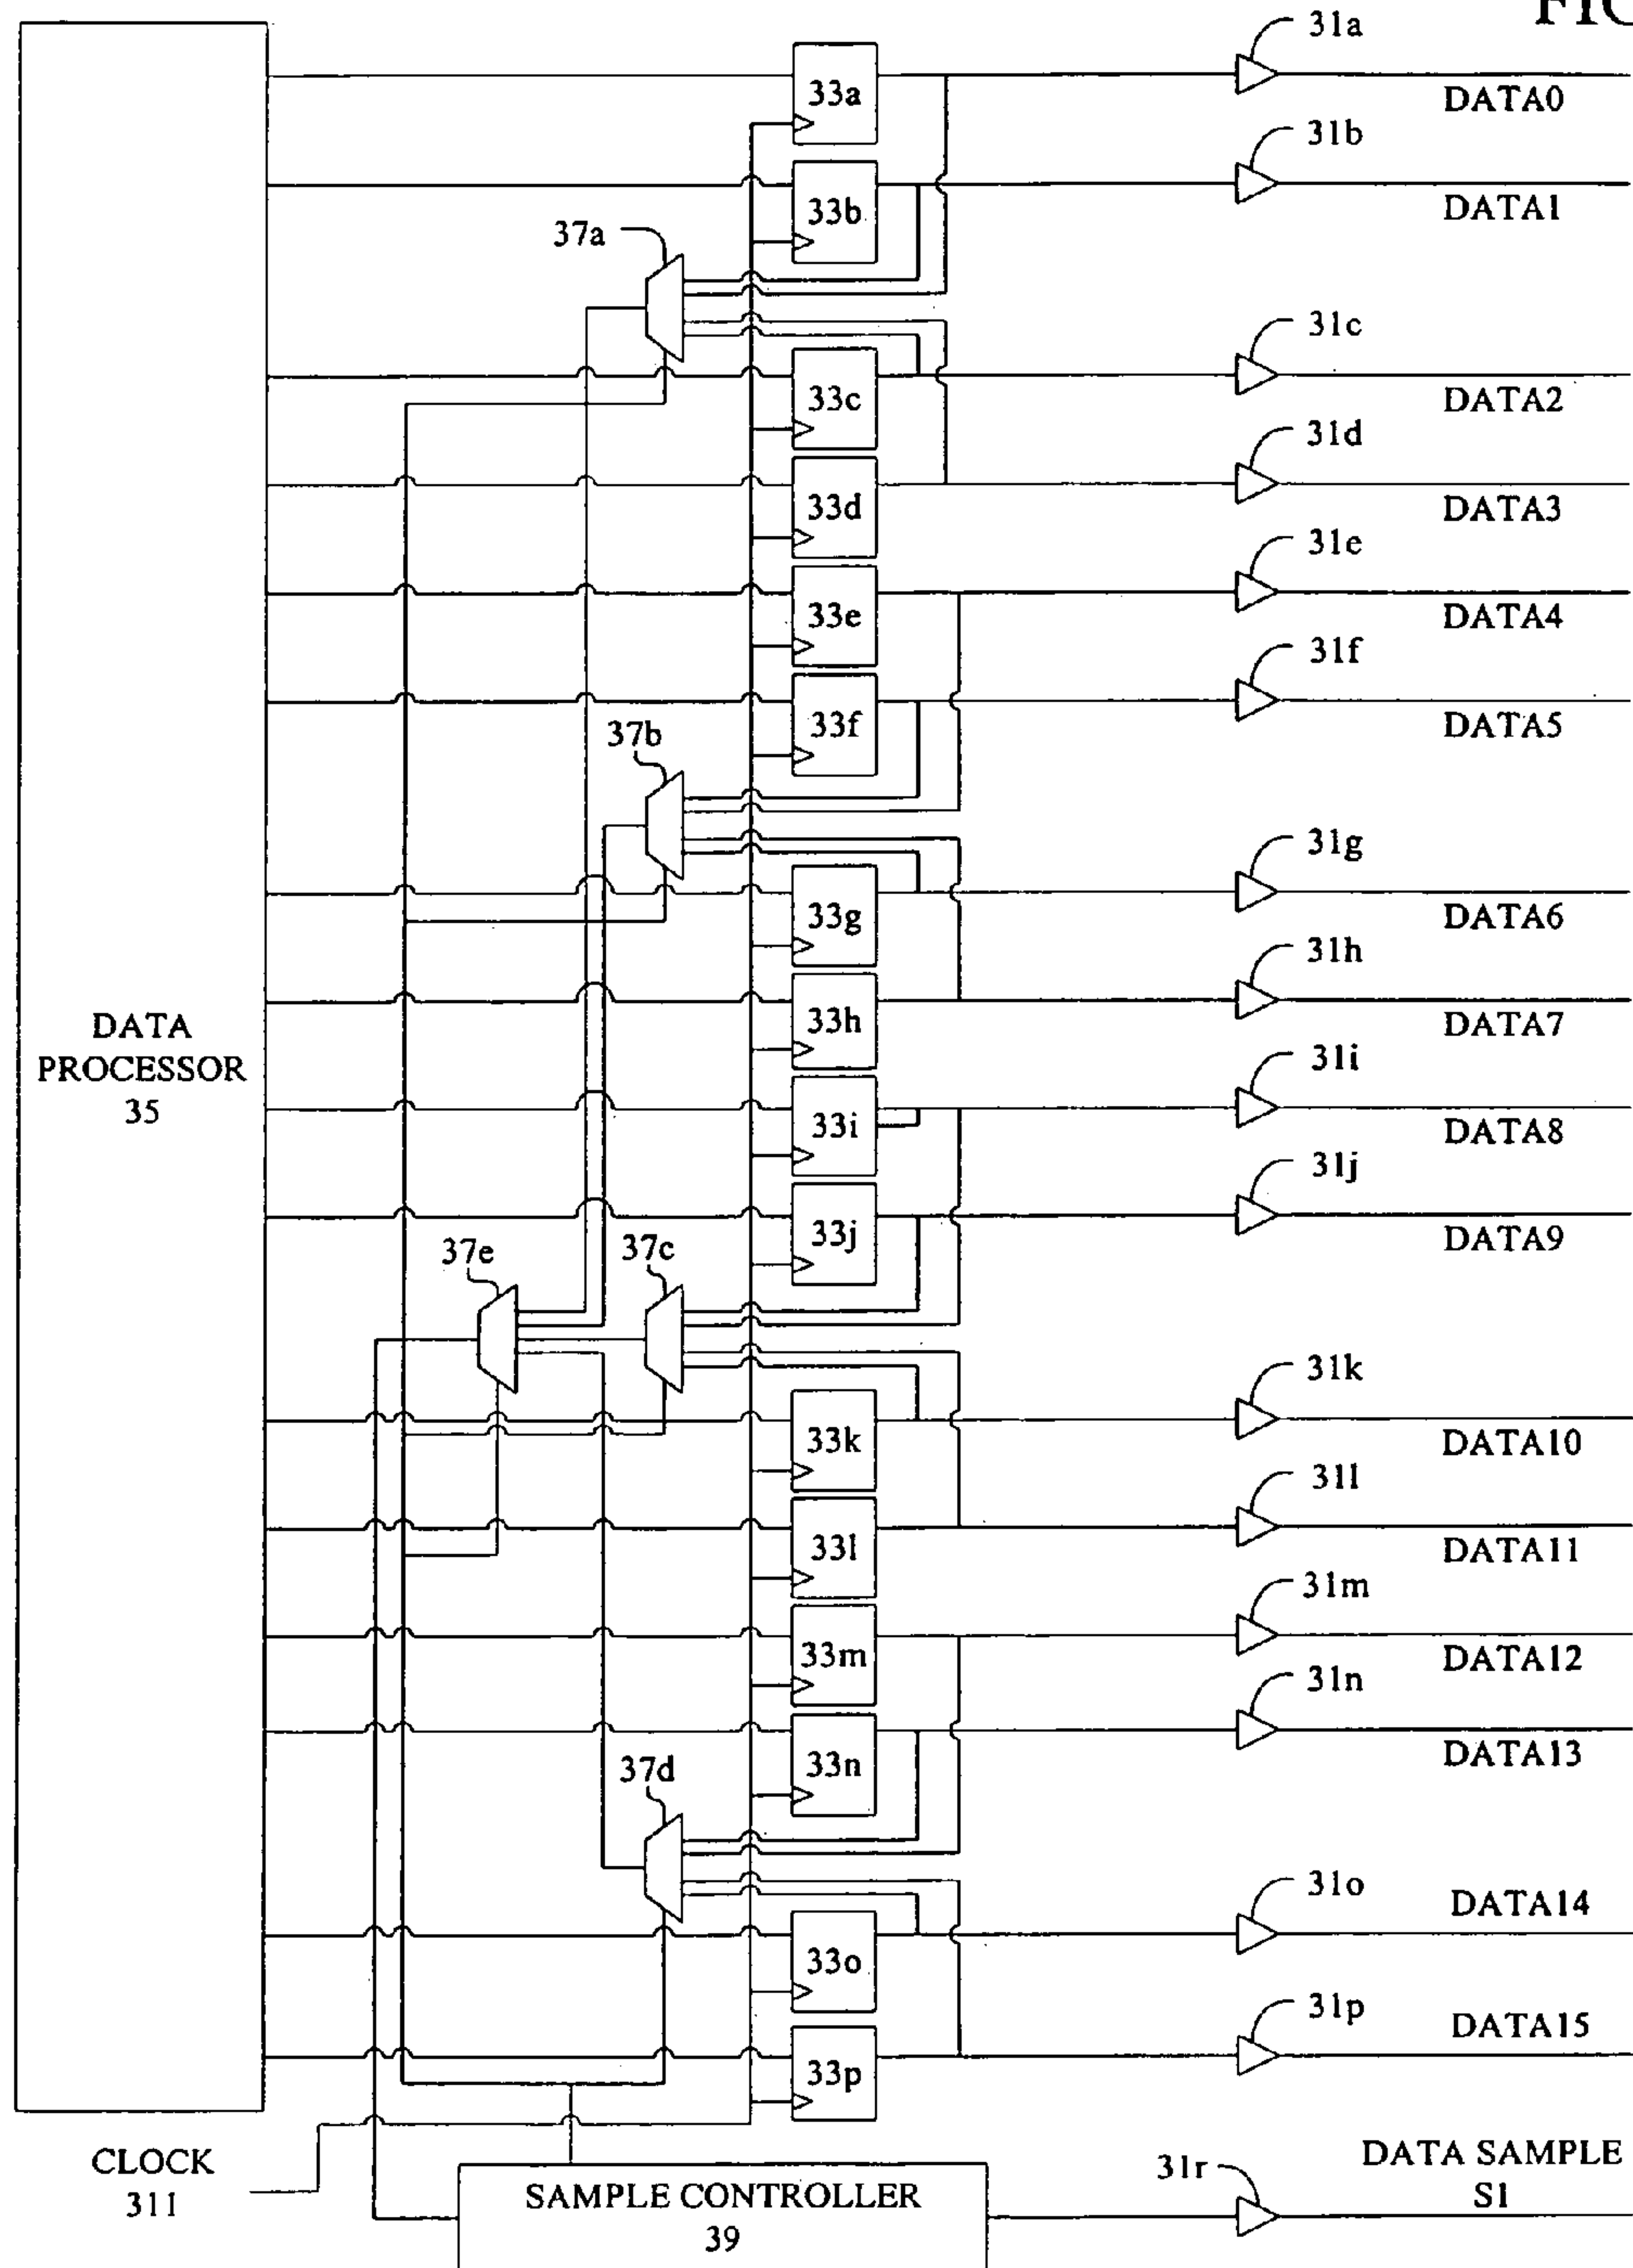 FIG
31a
33a
DATA0
31b
33b
DATA1
37a
31c
33c
DATA2
31d
33d
DATA3
31e
33e
DATA4
31f
33f
DATA5
37b
31g
33g
DATA6
31h
33h
DATA7
DATA
PROCESSOR
35
31i
33i
DATA8
31j
33j
DATA9
37e
37c
31k
33k
DATA10
31l
33l
DATA11
31m
33m
DATA12
31n
33n
DATA13
37d
31o
DATA14
33o
31p
DATA15
33p
CLOCK
311
SAMPLE CONTROLLER
39
31r
DATA SAMPLE
S1